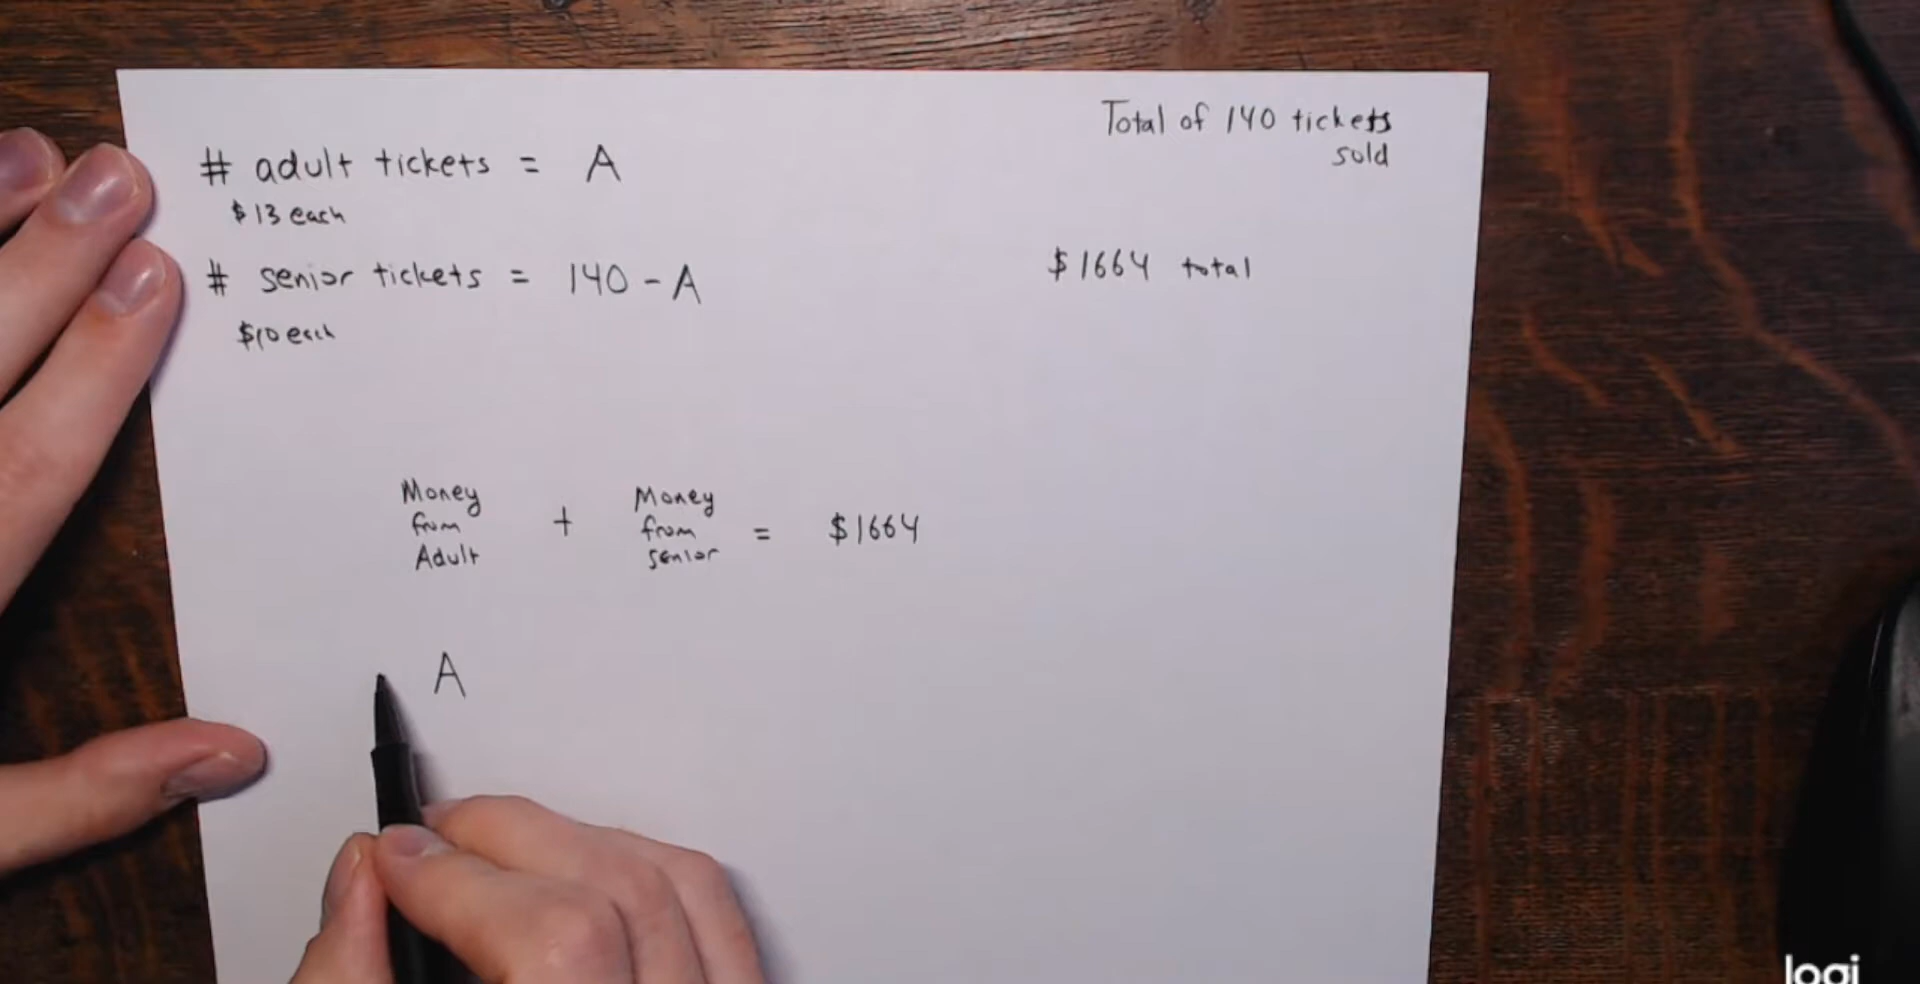 Total of 140 tickets
sold
# adult tickets = A
$13 each
# senior tickets = 140 - A
$10 each
$1664 total
Money from Adult + Money from senior = $1664
A
logi